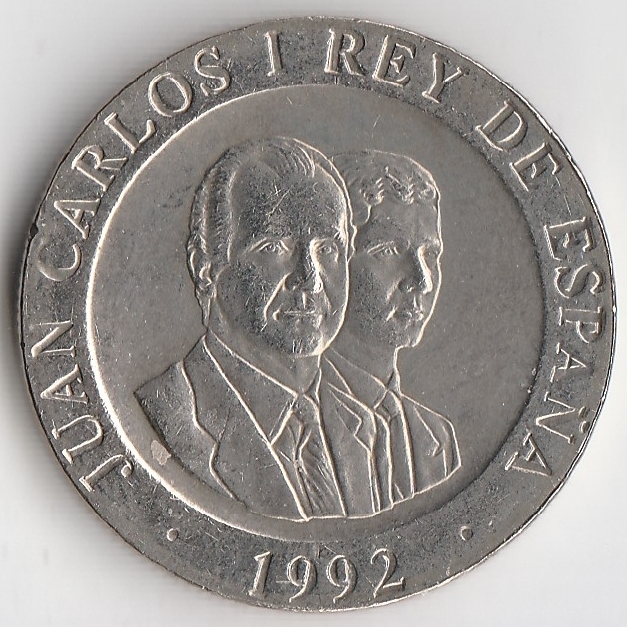 JUAN CARLOS I REY DE ESPAÑA
1992